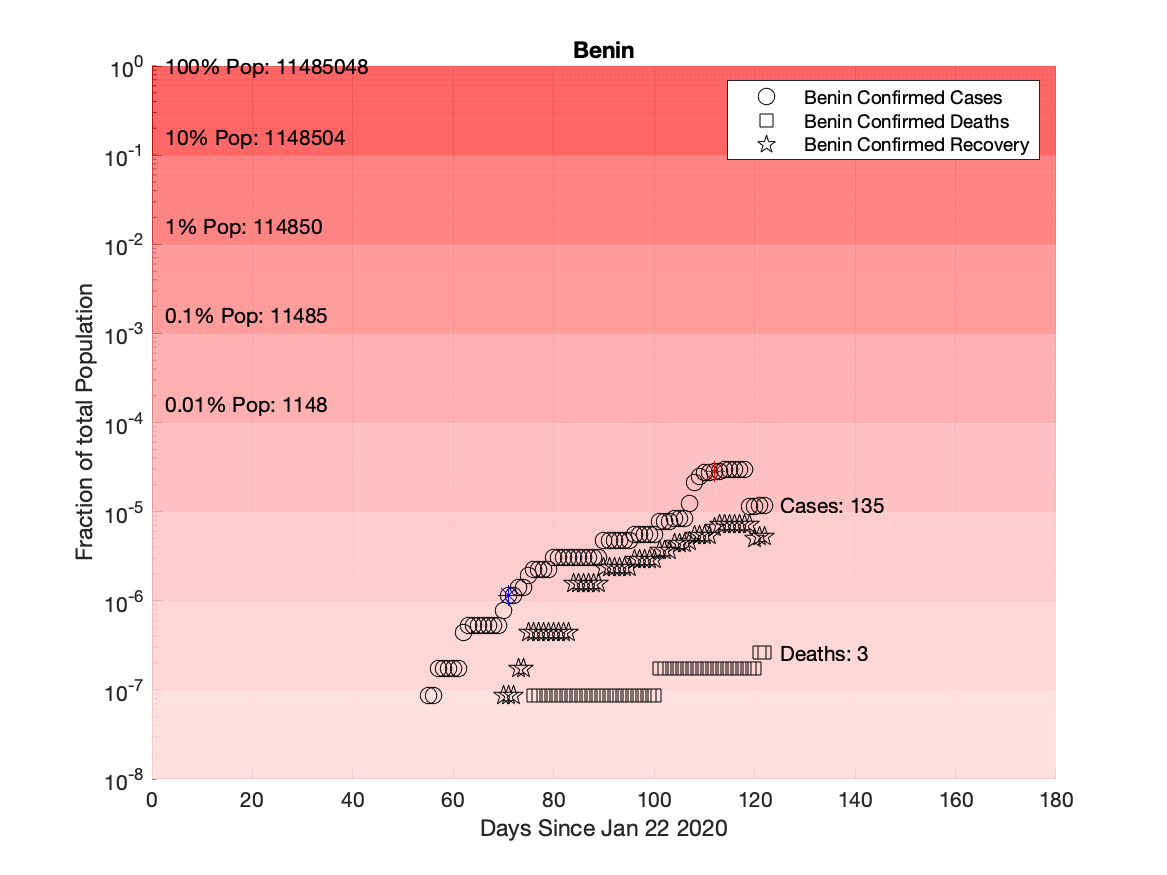 Benin
10^0
100% Pop: 11485048
Benin Confirmed Cases
Benin Confirmed Deaths
Benin Confirmed Recovery
10% Pop: 1148504
10^-1
1% Pop: 114850
10^-2
0.1% Pop: 11485
10^-3
0.01% Pop: 1148
10^-4
10^-5
Cases: 135
10^-6
Deaths: 3
10^-7
10^-8
Fraction of total Population
0 20 40 60 80 100 120 140 160 180
Days Since Jan 22 2020